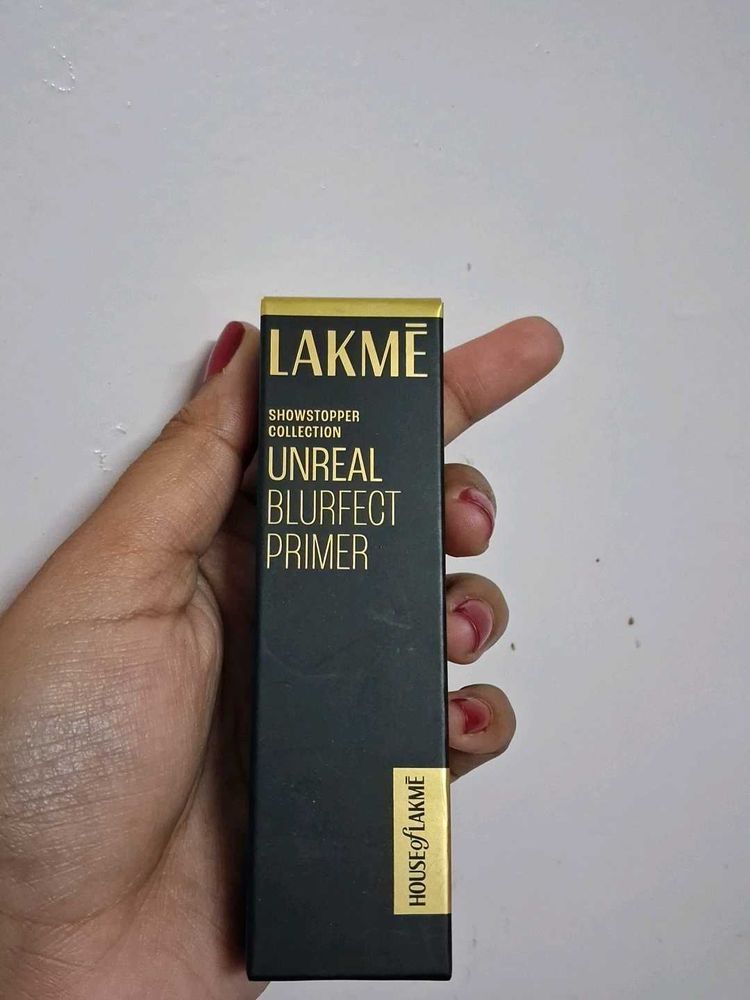 LAKMĒ
SHOWSTOPPER
COLLECTION
UNREAL
BLURFECT
PRIMER
HOUSE of LAKMĒ